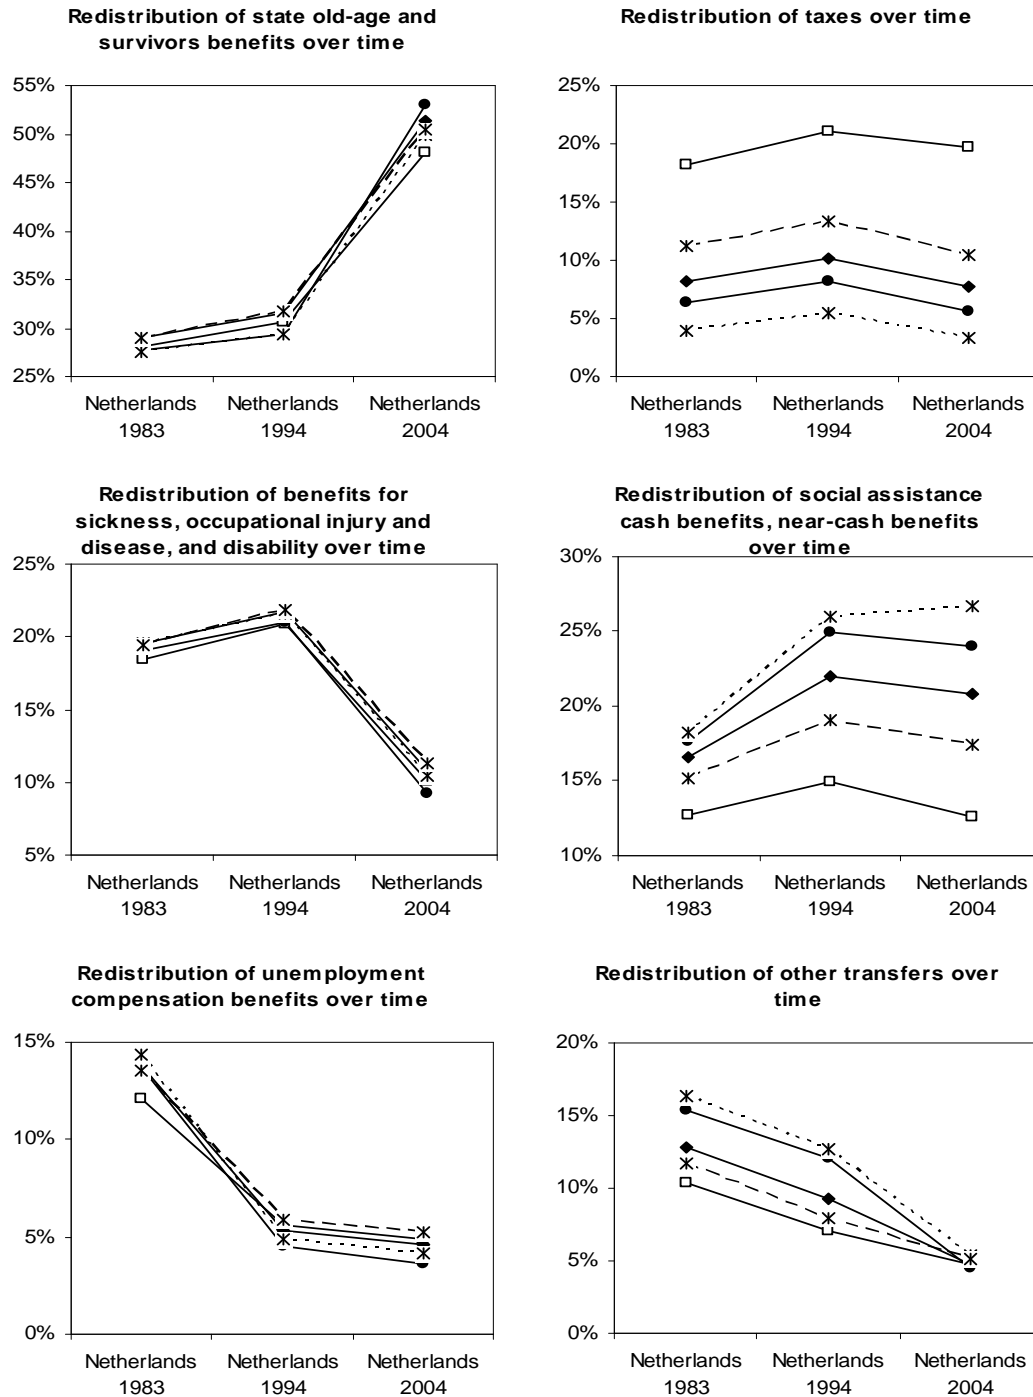 Redistribution of state old-age and
survivors benefits over time
55%
50%
45%
40%
35%
30%
25%
Netherlands Netherlands Netherlands
1983 1994 2004
Redistribution of taxes over time
25%
20%
15%
10%
5%
0%
Netherlands Netherlands Netherlands
1983 1994 2004
Redistribution of benefits for
sickness, occupational injury and
disease, and disability over time
25%
20%
15%
10%
5%
Netherlands Netherlands Netherlands
1983 1994 2004
Redistribution of social assistance
cash benefits, near-cash benefits
over time
30%
25%
20%
15%
10%
Netherlands Netherlands Netherlands
1983 1994 2004
Redistribution of unemployment
compensation benefits over time
15%
10%
5%
0%
Netherlands Netherlands Netherlands
1983 1994 2004
Redistribution of other transfers over
time
20%
15%
10%
5%
0%
Netherlands Netherlands Netherlands
1983 1994 2004